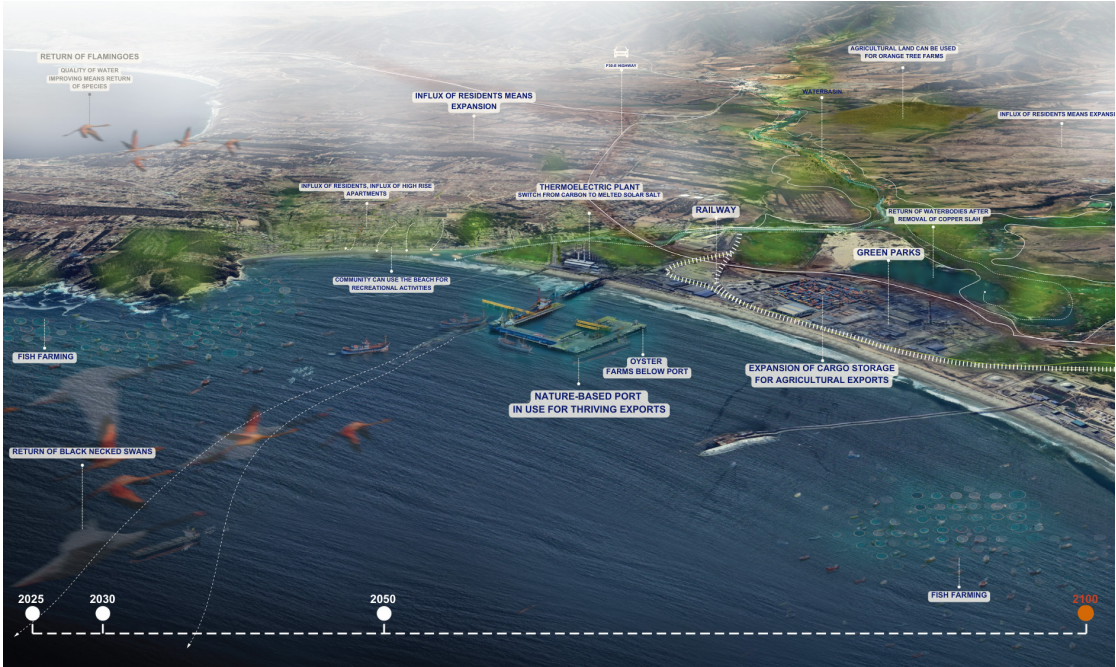 RETURN OF FLAMINGOES
QUALITY OF WATER
IMPROVING MEANS RETURN
OF SPECIES
AGRICULTURAL LAND CAN BE USED
FOR ORANGE TREE FARMS
HIGHWAY
WATERBASIN
INFLUX OF RESIDENTS MEANS
EXPANSION
INFLUX OF RESIDENTS MEANS
INFLUX OF RESIDENTS, INFLUX OF HIGH RISE
APARTMENTS
THERMOELECTRIC PLANT
SWITCH FROM CARBON TO MELTED SOLAR SALT
RAILWAY
RETURN OF WATERBODIES AFTER
REMOVAL OF COPPER SLAH
GREEN PARKS
COMMUNITY CAN USE THE BEACH FOR
RECREATIONAL ACTIVITIES
FISH FARMING
OYSTER
FARMS BELOW PORT
EXPANSION OF CARGO STORAGE
FOR AGRICULTURAL EXPORTS
NATURE-BASED PORT
IN USE FOR THRIVING EXPORTS
RETURN OF BLACK NECKED SWANS
FISH FARMING
2025
2030
2050
2100